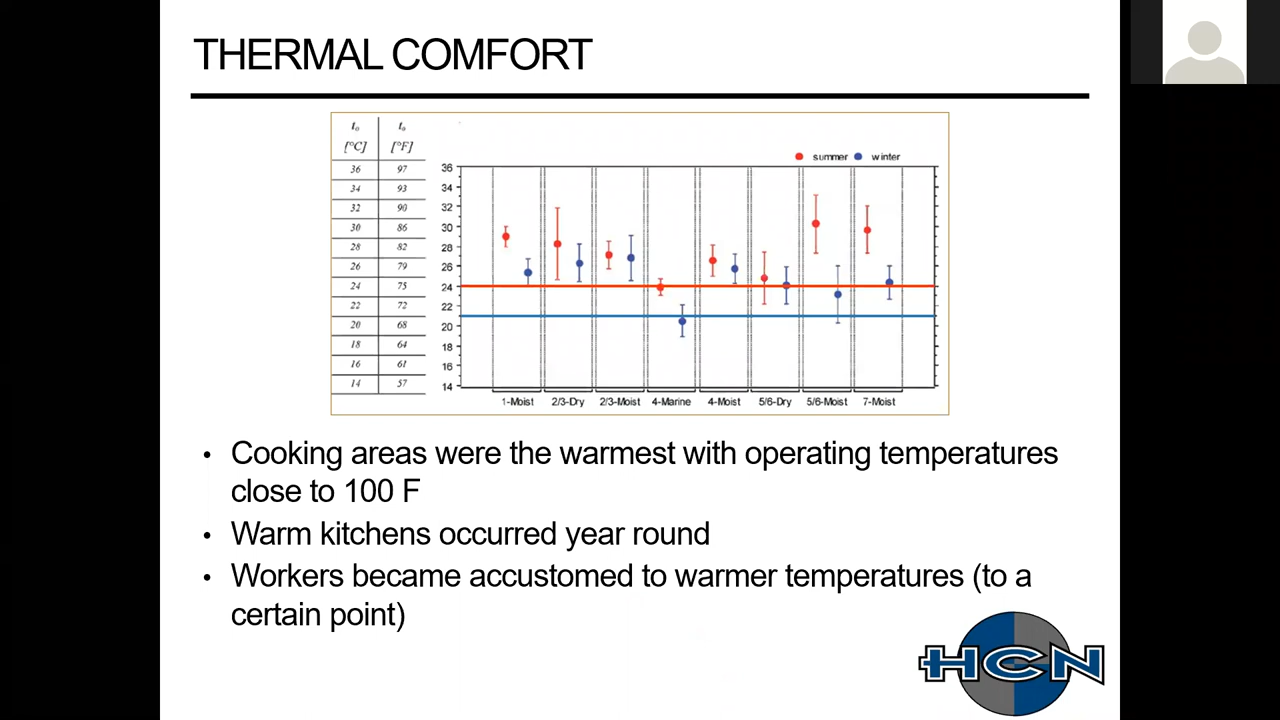 THERMAL COMFORT
to to
[°C] [°F]
36 97
34 93
32 90
30 86
28 82
26 79
24 75
22 72
20 68
18 64
16 61
14 57
summer winter
36
34
32
30
28
26
24
22
20
18
16
14
1-Moist 2/3-Dry 2/3-Moist 4-Marine 4-Moist 5/6-Dry 5/6-Moist 7-Moist
• Cooking areas were the warmest with operating temperatures
close to 100 F
• Warm kitchens occurred year round
• Workers became accustomed to warmer temperatures (to a
certain point)
HCN